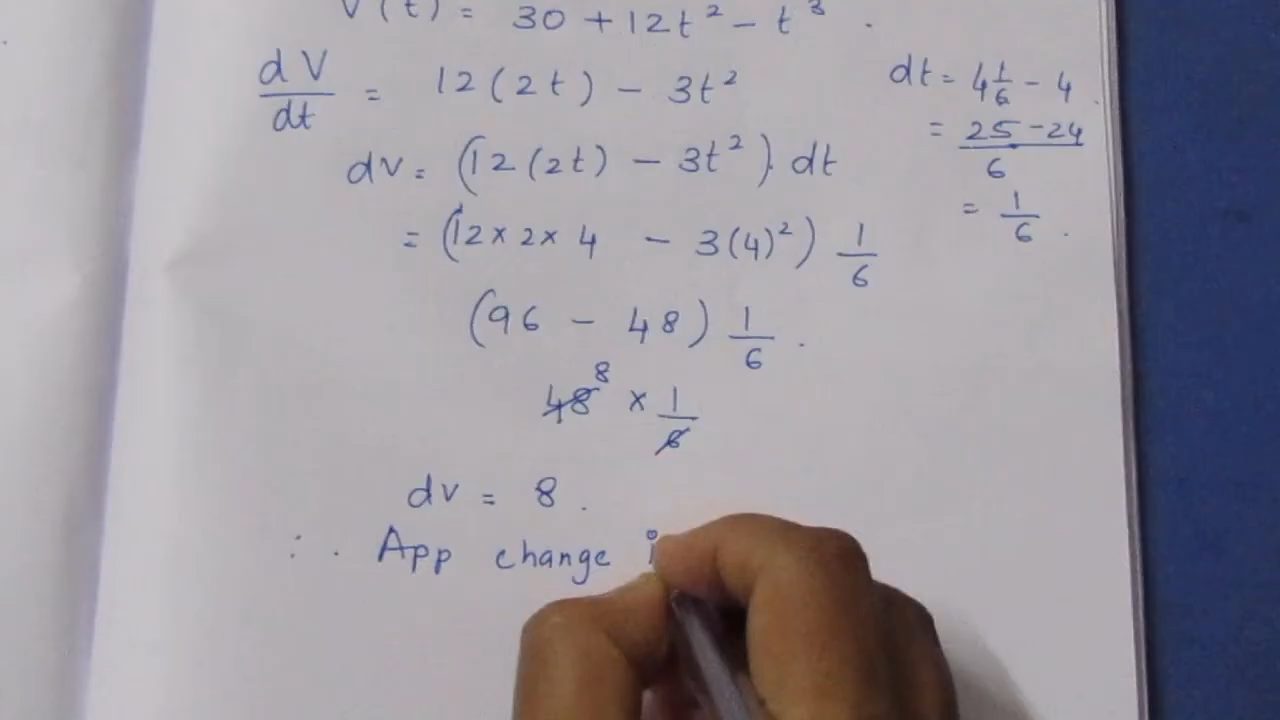 V(t) = 30 + 12t² − t³ .
dV/dt = 12(2t) − 3t²
dv = (12(2t) − 3t²). dt
= (12 × 2 × 4 − 3(4)²) 1/6
(96 − 48) 1/6 .
48 8 × 1/6
dv = 8 .
∴ . App change i
dt = 4 1/6 − 4 .
= 25 − 24 / 6
= 1/6 .